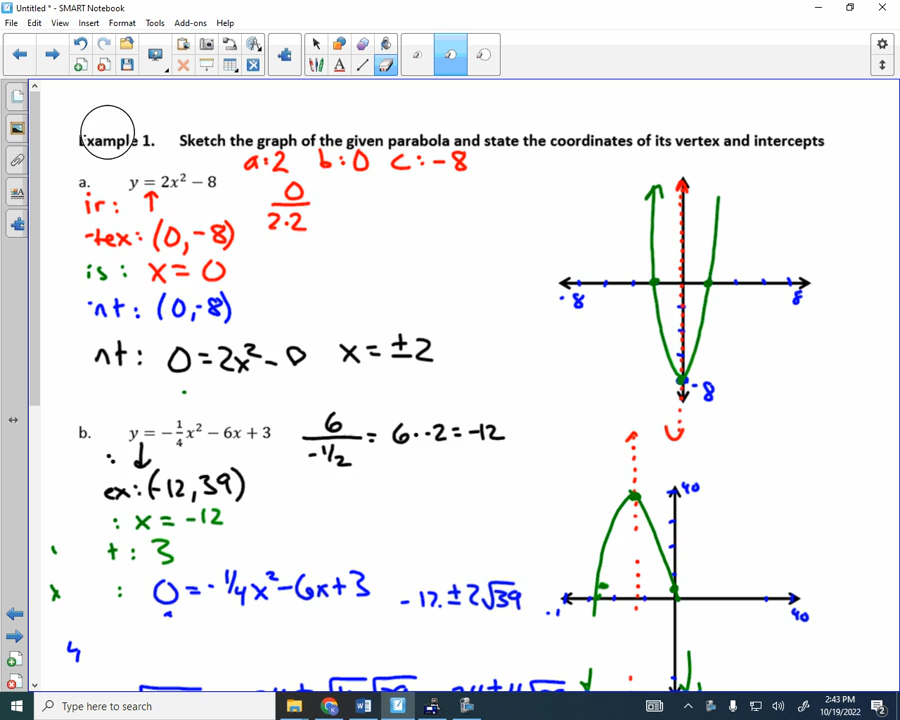 Untitled * - SMART Notebook
File Edit View Insert Format Tools Add-ons Help
Example 1. Sketch the graph of the given parabola and state the coordinates of its vertex and intercepts
a:2 b:0 c:-8
a. y = 2x² − 8
ir: ↑
0
2·2
-tex: (0,-8)
is: x = 0
nt: (0,-8)
nt: 0 = 2x² - 0 x = ±2
-8 8
-8
b. y = −1/4x² − 6x + 3
6/-½ = 6·-2 = -12
: ↓
ex: (-12,39)
: x = -12
t: 3
x : 0 = -¼x² - 6x + 3
-12 ± 2√39
40
40
4
2:43 PM
10/19/2022
Type here to search
2